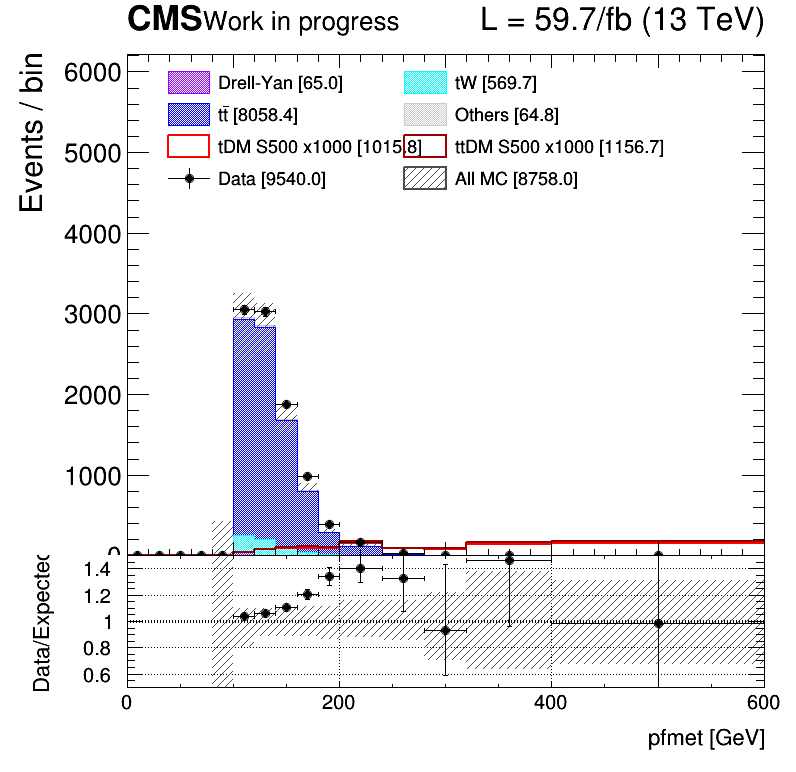 CMS Work in progress L = 59.7/fb (13 TeV)
Events / bin
6000
5000
4000
3000
2000
1000
0
Drell-Yan [65.0] tW [569.7]
tt̄ [8058.4] Others [64.8]
tDM S500 x1000 [1015.8] ttDM S500 x1000 [1156.7]
Data [9540.0] All MC [8758.0]
Data/Expected
1.4
1.2
1
0.8
0.6
0 200 400 600
pfmet [GeV]